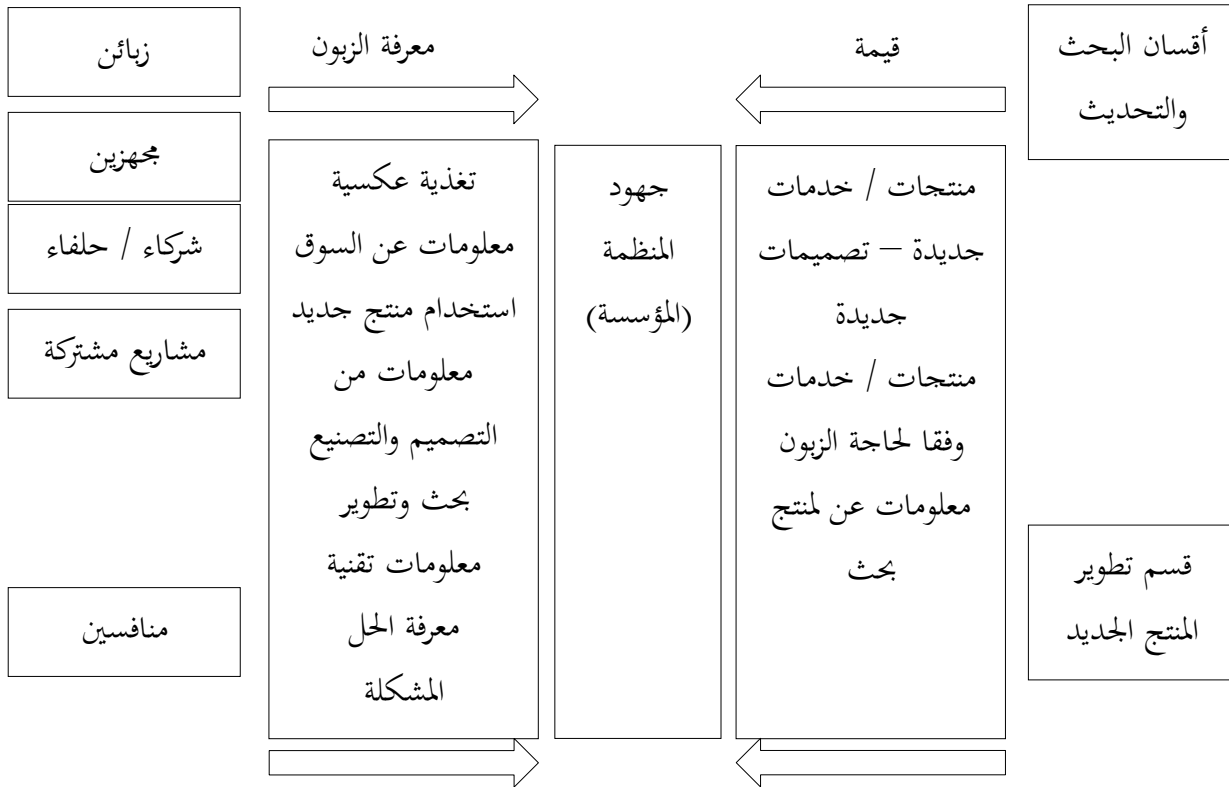 أقسان البحث
والتحديث
قيمة
معرفة الزبون
زبائن
مجهزين
شركاء / حلفاء
مشاريع مشتركة
منافسين
منتجات / خدمات
جديدة – تصميمات
جديدة
منتجات / خدمات
وفقا لحاجة الزبون
معلومات عن لمنتج
بحث
جهود
المنظمة
(المؤسسة)
تغذية عكسية
معلومات عن السوق
استخدام منتج جديد
معلومات من
التصميم والتصنيع
بحث وتطوير
معلومات تقنية
معرفة الحل
المشكلة
قسم تطوير
المنتج الجديد